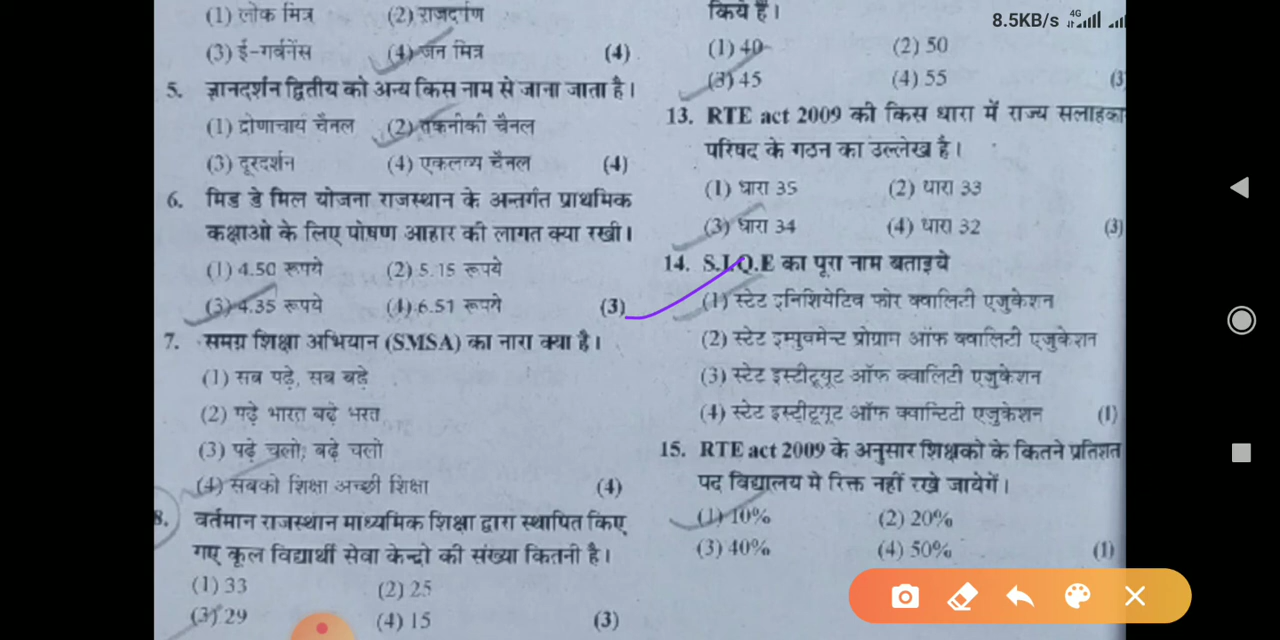 (1) लोक मित्र (2) राजदर्पण
(3) ई-गर्वनेंस (4) जन मित्र (4)
5. ज्ञानदर्शन द्वितीय को अन्य किस नाम से जाना जाता है।
(1) द्रोणाचार्य चैनल (2) तकनीकी चैनल
(3) दूरदर्शन (4) एकलव्य चैनल (4)
6. मिड डे मिल योजना राजस्थान के अन्तर्गत प्राथमिक
कक्षाओ के लिए पोषण आहार की लागत क्या रखी।
(1) 4.50 रूपये (2) 5.15 रूपये
(3) 4.35 रूपये (4) 6.51 रूपये (3)
7. समग्र शिक्षा अभियान (SMSA) का नारा क्या है।
(1) सब पढ़े, सब बढ़े
(2) पढ़े भारत बढ़े भरत
(3) पढ़े चलो, बढ़े चलो
(4) सबको शिक्षा अच्छी शिक्षा (4)
8. वर्तमान राजस्थान माध्यमिक शिक्षा द्वारा स्थापित किए
गए कूल विद्यार्थी सेवा केन्द्रो की संख्या कितनी है।
(1) 33 (2) 25
(3) 29 (4) 15 (3)
किये है।
(1) 40 (2) 50
(3) 45 (4) 55 (3
13. RTE act 2009 की किस धारा में राज्य सलाहका
परिषद के गठन का उल्लेख है।
(1) धारा 35 (2) धारा 33
(3) धारा 34 (4) धारा 32 (3)
14. S.I.Q.E का पूरा नाम बताइये
(1) स्टेट इनिशियेटिव फोर क्वालिटी एजुकेशन
(2) स्टेट इम्पुवमेन्ट प्रोग्राम ऑफ क्वालिटी एजुकेशन
(3) स्टेट इस्टीटूयूट ऑफ क्वालिटी एजुकेशन
(4) स्टेट इस्टीटूयूट ऑफ क्वान्टिटी एजुकेशन (1)
15. RTE act 2009 के अनुसार शिक्षको के कितने प्रतिशत
पद विद्यालय मे रिक्त नहीं रखे जायेगें।
(1) 10% (2) 20%
(3) 40% (4) 50% (1)
8.5KB/s 4G